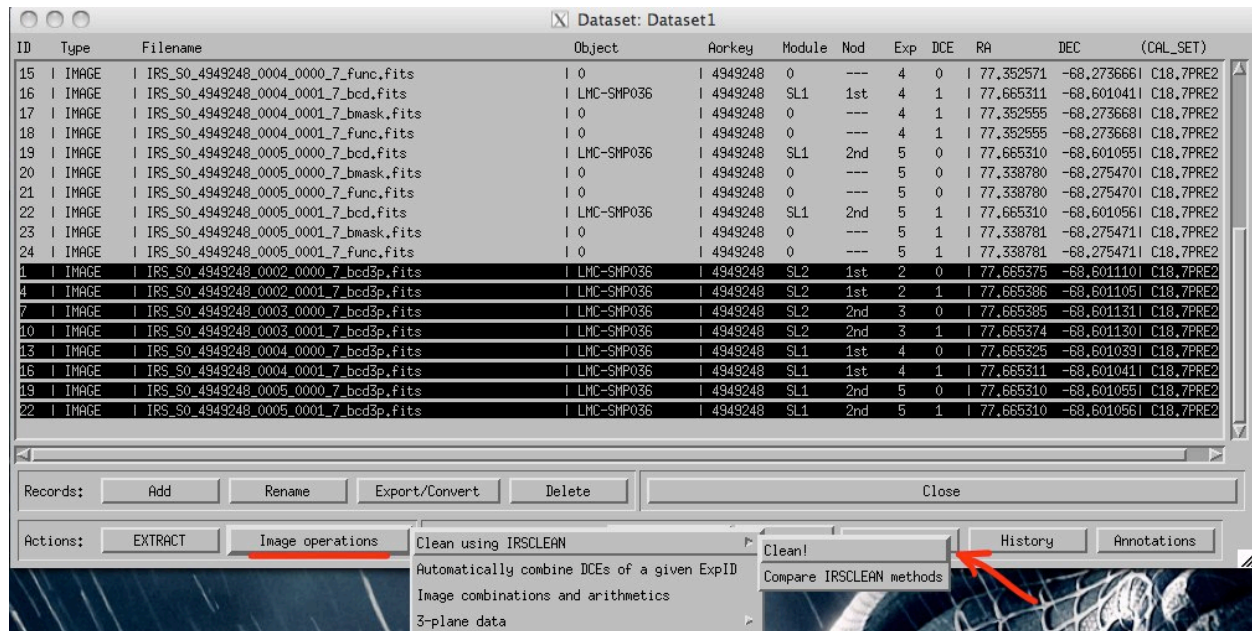 Dataset: Dataset1
ID Type Filename Object Aorkey Module Nod Exp DCE RA DEC (CAL_SET)
15 | IMAGE | IRS_S0_4949248_0004_0000_7_func.fits | 0 | 4949248 0 --- 4 0 | 77.352571 -68.273666| C18.7PRE2
16 | IMAGE | IRS_S0_4949248_0004_0001_7_bcd.fits | LMC-SMP036 | 4949248 SL1 1st 4 1 | 77.665311 -68.601041| C18.7PRE2
17 | IMAGE | IRS_S0_4949248_0004_0001_7_bmask.fits | 0 | 4949248 0 --- 4 1 | 77.352555 -68.273668| C18.7PRE2
18 | IMAGE | IRS_S0_4949248_0004_0001_7_func.fits | 0 | 4949248 0 --- 4 1 | 77.352555 -68.273668| C18.7PRE2
19 | IMAGE | IRS_S0_4949248_0005_0000_7_bcd.fits | LMC-SMP036 | 4949248 SL1 2nd 5 0 | 77.665310 -68.601055| C18.7PRE2
20 | IMAGE | IRS_S0_4949248_0005_0000_7_bmask.fits | 0 | 4949248 0 --- 5 0 | 77.338780 -68.275470| C18.7PRE2
21 | IMAGE | IRS_S0_4949248_0005_0000_7_func.fits | 0 | 4949248 0 --- 5 0 | 77.338780 -68.275470| C18.7PRE2
22 | IMAGE | IRS_S0_4949248_0005_0001_7_bcd.fits | LMC-SMP036 | 4949248 SL1 2nd 5 1 | 77.665310 -68.601056| C18.7PRE2
23 | IMAGE | IRS_S0_4949248_0005_0001_7_bmask.fits | 0 | 4949248 0 --- 5 1 | 77.338781 -68.275471| C18.7PRE2
24 | IMAGE | IRS_S0_4949248_0005_0001_7_func.fits | 0 | 4949248 0 --- 5 1 | 77.338781 -68.275471| C18.7PRE2
1 | IMAGE | IRS_S0_4949248_0002_0000_7_bcd3p.fits | LMC-SMP036 | 4949248 SL2 1st 2 0 | 77.665375 -68.601110| C18.7PRE2
4 | IMAGE | IRS_S0_4949248_0002_0001_7_bcd3p.fits | LMC-SMP036 | 4949248 SL2 1st 2 1 | 77.665386 -68.601105| C18.7PRE2
7 | IMAGE | IRS_S0_4949248_0003_0000_7_bcd3p.fits | LMC-SMP036 | 4949248 SL2 2nd 3 0 | 77.665385 -68.601131| C18.7PRE2
10 | IMAGE | IRS_S0_4949248_0003_0001_7_bcd3p.fits | LMC-SMP036 | 4949248 SL2 2nd 3 1 | 77.665374 -68.601130| C18.7PRE2
13 | IMAGE | IRS_S0_4949248_0004_0000_7_bcd3p.fits | LMC-SMP036 | 4949248 SL1 1st 4 0 | 77.665325 -68.601039| C18.7PRE2
16 | IMAGE | IRS_S0_4949248_0004_0001_7_bcd3p.fits | LMC-SMP036 | 4949248 SL1 1st 4 1 | 77.665311 -68.601041| C18.7PRE2
19 | IMAGE | IRS_S0_4949248_0005_0000_7_bcd3p.fits | LMC-SMP036 | 4949248 SL1 2nd 5 0 | 77.665310 -68.601055| C18.7PRE2
22 | IMAGE | IRS_S0_4949248_0005_0001_7_bcd3p.fits | LMC-SMP036 | 4949248 SL1 2nd 5 1 | 77.665310 -68.601056| C18.7PRE2
Records: Add Rename Export/Convert Delete Close
Actions: EXTRACT Image operations History Annotations
Clean using IRSCLEAN
Automatically combine DCEs of a given ExpID
Image combinations and arithmetics
3-plane data
Clean!
Compare IRSCLEAN methods